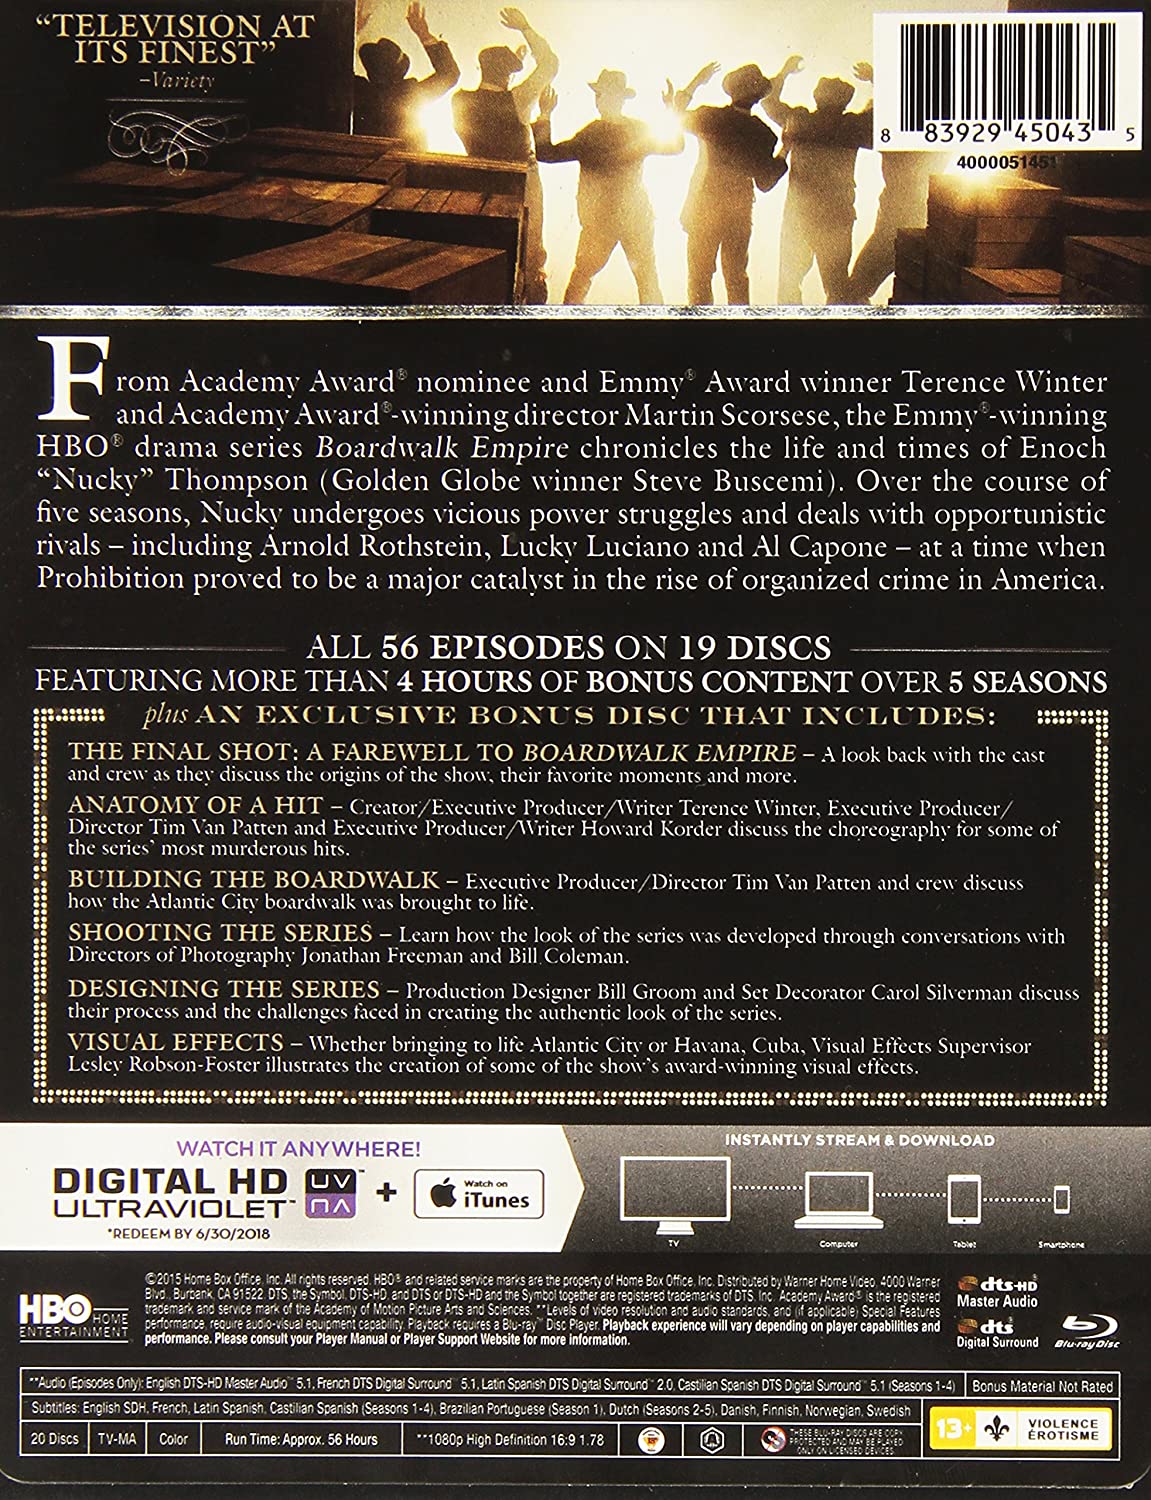 “TELEVISION AT
ITS FINEST”
–Variety
8 83929 45043 5
4000051451
From Academy Award® nominee and Emmy® Award winner Terence Winter
and Academy Award®-winning director Martin Scorsese, the Emmy®-winning
HBO® drama series Boardwalk Empire chronicles the life and times of Enoch
“Nucky” Thompson (Golden Globe winner Steve Buscemi). Over the course of
five seasons, Nucky undergoes vicious power struggles and deals with opportunistic
rivals – including Arnold Rothstein, Lucky Luciano and Al Capone – at a time when
Prohibition proved to be a major catalyst in the rise of organized crime in America.
ALL 56 EPISODES ON 19 DISCS
FEATURING MORE THAN 4 HOURS OF BONUS CONTENT OVER 5 SEASONS
plus AN EXCLUSIVE BONUS DISC THAT INCLUDES:
THE FINAL SHOT: A FAREWELL TO BOARDWALK EMPIRE – A look back with the cast
and crew as they discuss the origins of the show, their favorite moments and more.
ANATOMY OF A HIT – Creator/Executive Producer/Writer Terence Winter, Executive Producer/
Director Tim Van Patten and Executive Producer/Writer Howard Korder discuss the choreography for some of
the series’ most murderous hits.
BUILDING THE BOARDWALK – Executive Producer/Director Tim Van Patten and crew discuss
how the Atlantic City boardwalk was brought to life.
SHOOTING THE SERIES – Learn how the look of the series was developed through conversations with
Directors of Photography Jonathan Freeman and Bill Coleman.
DESIGNING THE SERIES – Production Designer Bill Groom and Set Decorator Carol Silverman discuss
their process and the challenges faced in creating the authentic look of the series.
VISUAL EFFECTS – Whether bringing to life Atlantic City or Havana, Cuba, Visual Effects Supervisor
Lesley Robson-Foster illustrates the creation of some of the show’s award-winning visual effects.
WATCH IT ANYWHERE!
DIGITAL HD UV
ULTRAVIOLET™ + Watch on iTunes
*REDEEM BY 6/30/2018
INSTANTLY STREAM & DOWNLOAD
TV Computer Tablet Smartphone
HBO HOME
ENTERTAINMENT
©2015 Home Box Office, Inc. All rights reserved. HBO® and related service marks are the property of Home Box Office, Inc. Distributed by Warner Home Video, 4000 Warner
Blvd., Burbank, CA 91522. DTS, the Symbol, DTS-HD, and DTS or DTS-HD and the Symbol together are registered trademarks of DTS, Inc. Academy Award® is the registered
trademark and service mark of the Academy of Motion Picture Arts and Sciences. **Levels of video resolution and audio standards, and (if applicable) Special Features
performance, require audio-visual equipment capability. Playback requires a Blu-ray™ Disc Player. Playback experience will vary depending on player capabilities and
performance. Please consult your Player Manual or Player Support Website for more information.
dts-HD
Master Audio
dts
Digital Surround
Blu-ray Disc
**Audio (Episodes Only): English DTS-HD Master Audio™ 5.1, French DTS Digital Surround™ 5.1, Latin Spanish DTS Digital Surround™ 2.0, Castilian Spanish DTS Digital Surround™ 5.1 (Seasons 1-4) Bonus Material Not Rated
Subtitles: English SDH, French, Latin Spanish, Castilian Spanish (Seasons 1-4), Brazilian Portuguese (Season 1), Dutch (Seasons 2-5), Danish, Finnish, Norwegian, Swedish
20 Discs TV-MA Color Run Time: Approx. 56 Hours **1080p High Definition 16:9 1.78
THESE BLU-RAY DISCS ARE COPY
PROTECTED AND MAY BE PLAYED
ONLY ON LICENSED DEVICES.
13+ VIOLENCE
ÉROTISME